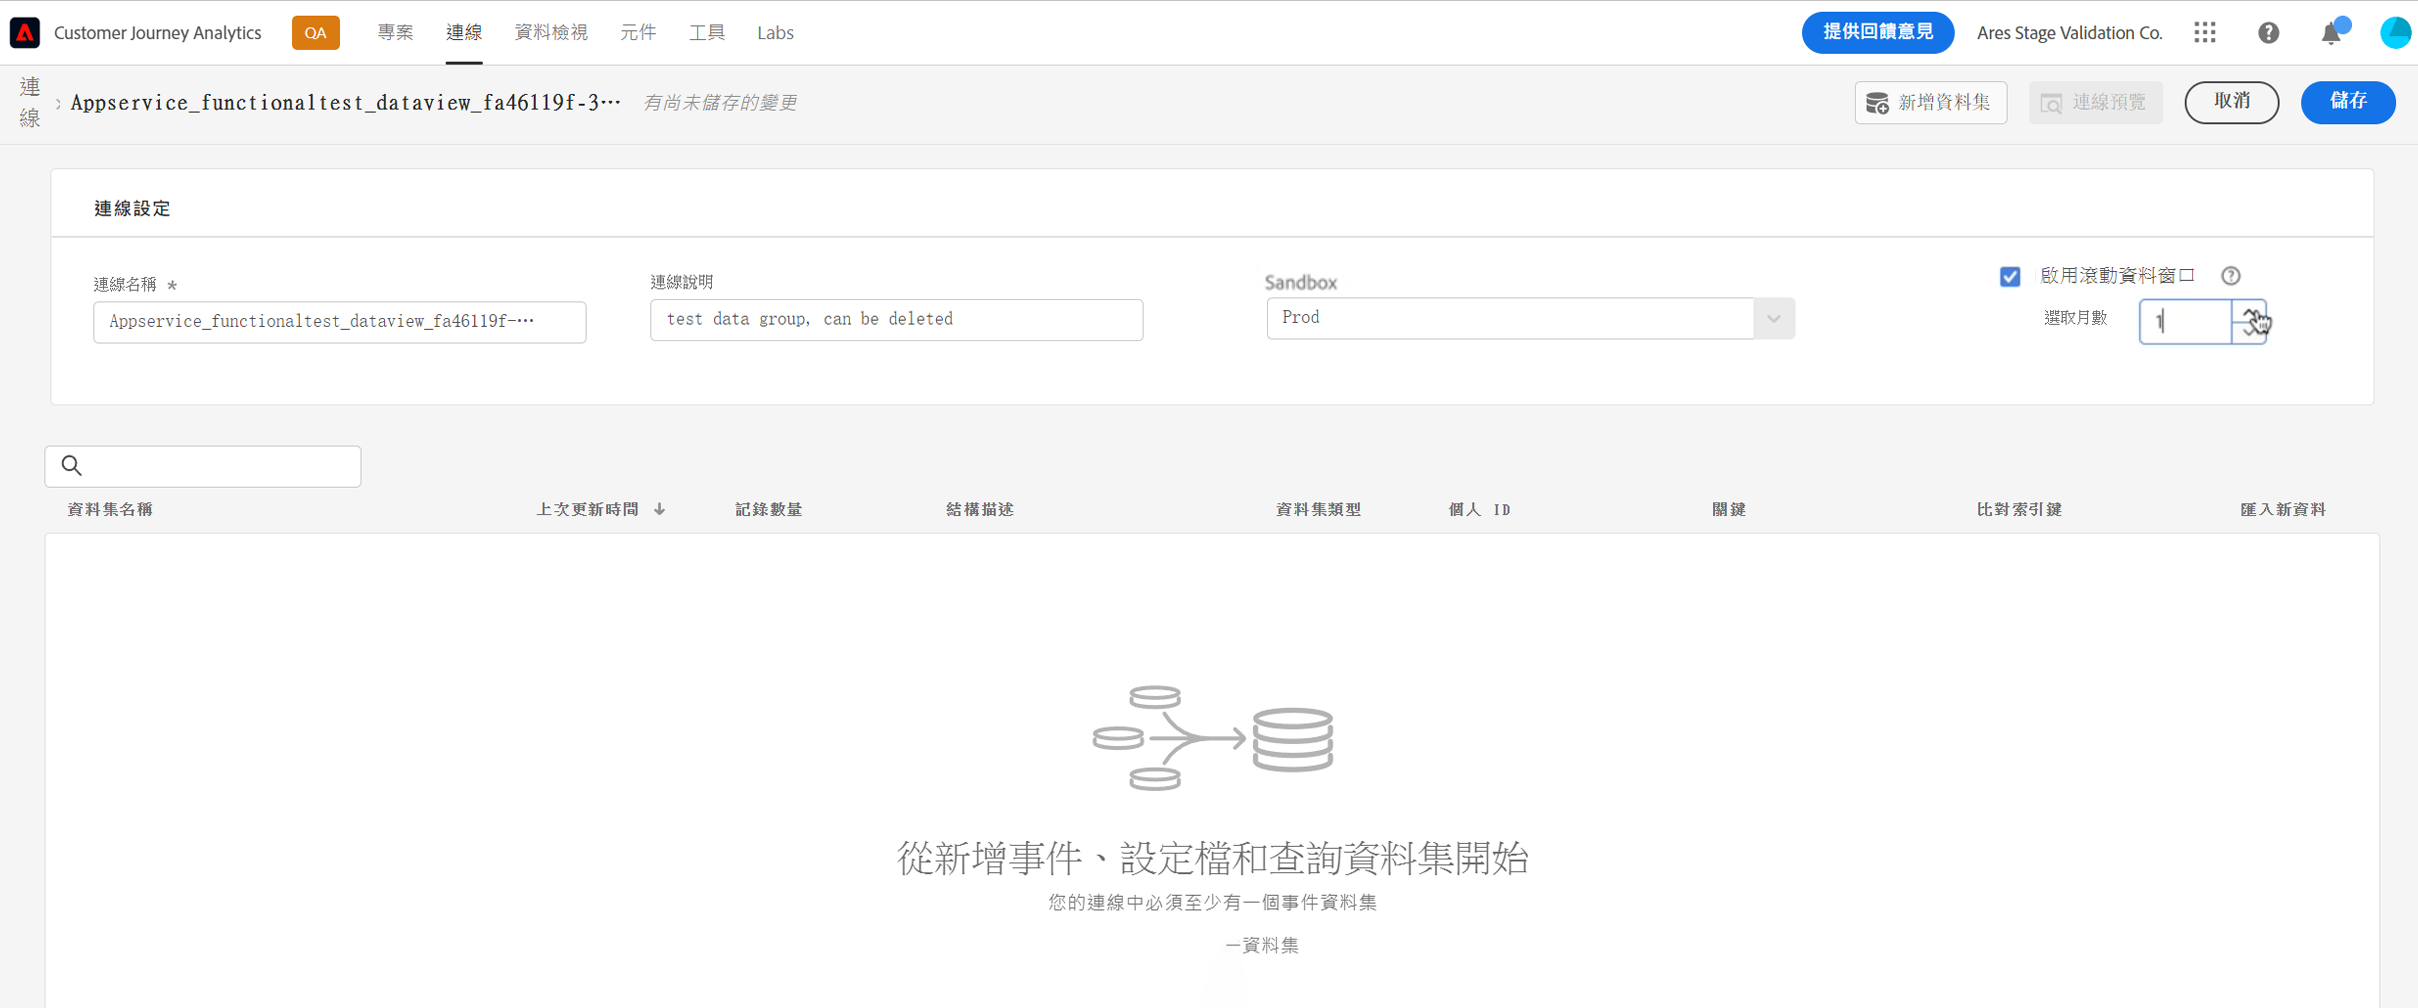 Customer Journey Analytics QA 專案 連線 資料檢視 元件 工具 Labs 提供回饋意見 Ares Stage Validation Co.
連線 › Appservice_functionaltest_dataview_fa46119f-3… 有尚未儲存的變更 新增資料集 連線預覽 取消 儲存
連線設定
連線名稱 * 連線說明 Sandbox 啟用滾動資料窗口
Appservice_functionaltest_dataview_fa46119f-… test data group, can be deleted Prod 選取月數 1
資料集名稱 上次更新時間 ↓ 記錄數量 結構描述 資料集類型 個人 ID 關鍵 比對索引鍵 匯入新資料
從新增事件、設定檔和查詢資料集開始
您的連線中必須至少有一個事件資料集
一資料集